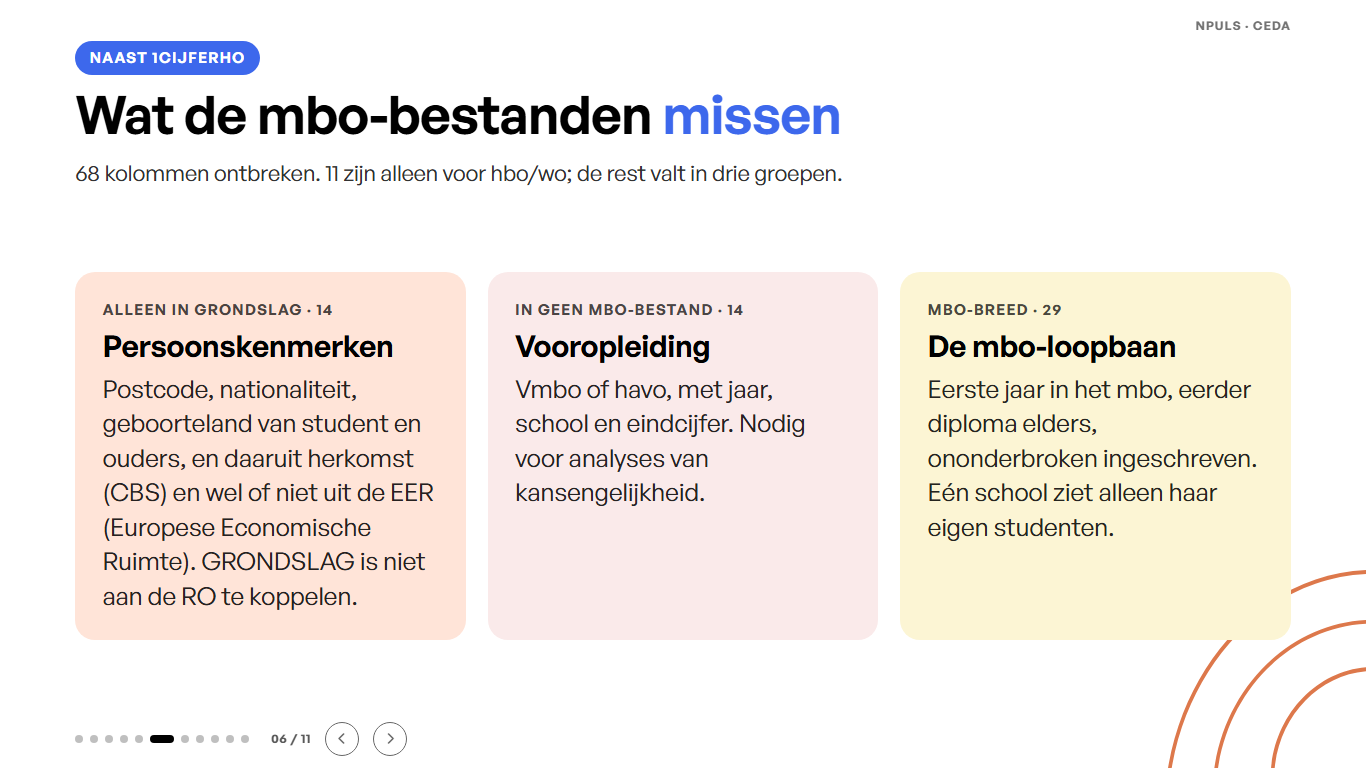 NPULS · CEDA
NAAST 1CIJFERHO
Wat de mbo-bestanden missen
68 kolommen ontbreken. 11 zijn alleen voor hbo/wo; de rest valt in drie groepen.
ALLEEN IN GRONDSLAG · 14
Persoonskenmerken
Postcode, nationaliteit,
geboorteland van student en
ouders, en daaruit herkomst
(CBS) en wel of niet uit de EER
(Europese Economische
Ruimte). GRONDSLAG is niet
aan de RO te koppelen.
IN GEEN MBO-BESTAND · 14
Vooropleiding
Vmbo of havo, met jaar,
school en eindcijfer. Nodig
voor analyses van
kansengelijkheid.
MBO-BREED · 29
De mbo-loopbaan
Eerste jaar in het mbo, eerder
diploma elders,
ononderbroken ingeschreven.
Eén school ziet alleen haar
eigen studenten.
06 / 11